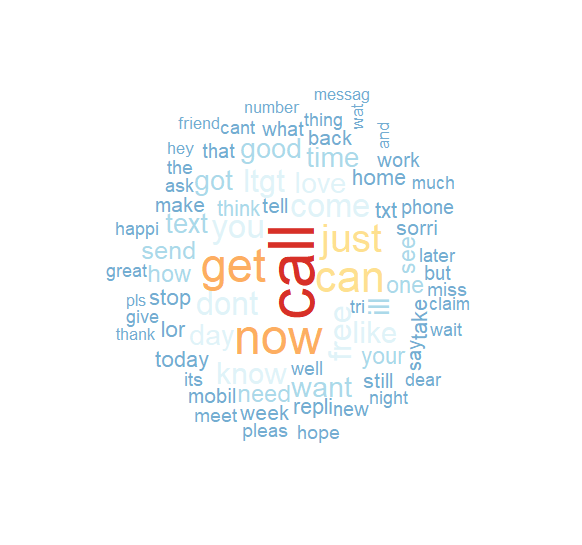 messag
number
wat
friend
cant
what
thing
and
hey
that
good
back
the
time
work
ask
got
ltgt
love
home
much
make
think
tell
come
txt
phone
happi
text
you
call
just
sorri
send
see
later
great
how
get
can
one
but
miss
pls
stop
dont
tri
ill
take
claim
give
free
thank
lor
day
now
like
wait
today
know
well
your
say
its
want
still
dear
mobil
need
night
meet
week
repli
new
pleas
hope